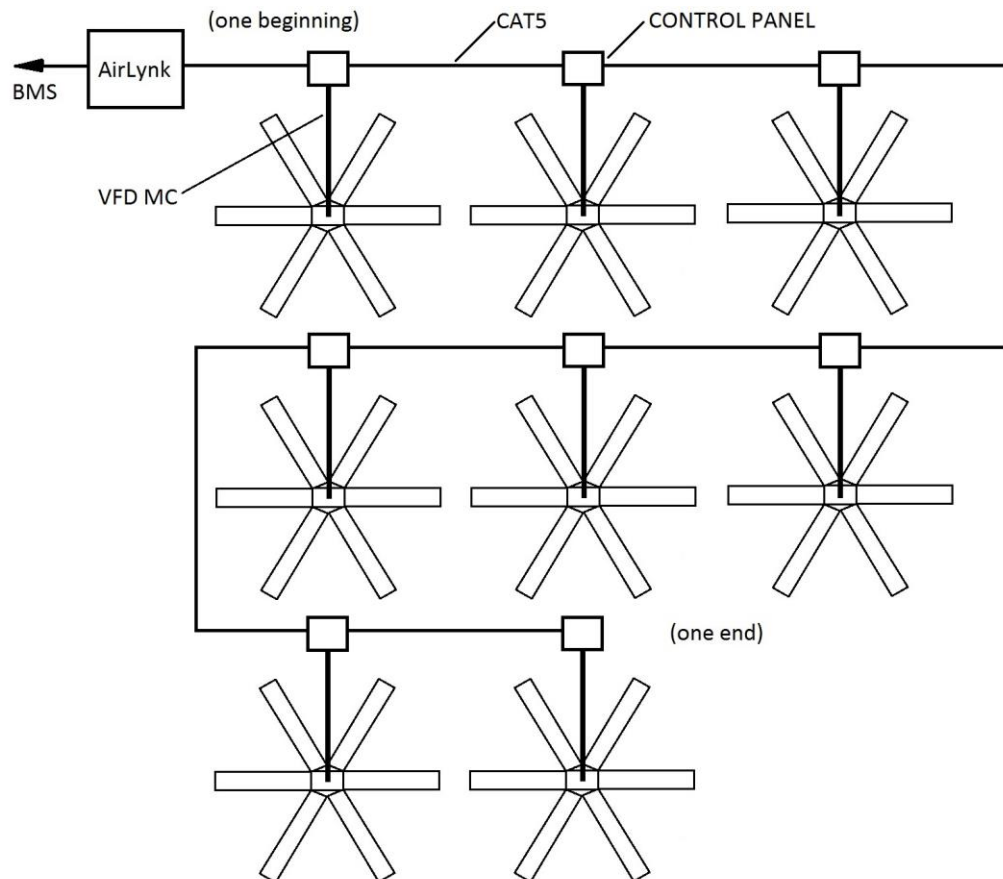 (one beginning)
CAT5
CONTROL PANEL
AirLynk
BMS
VFD MC
(one end)